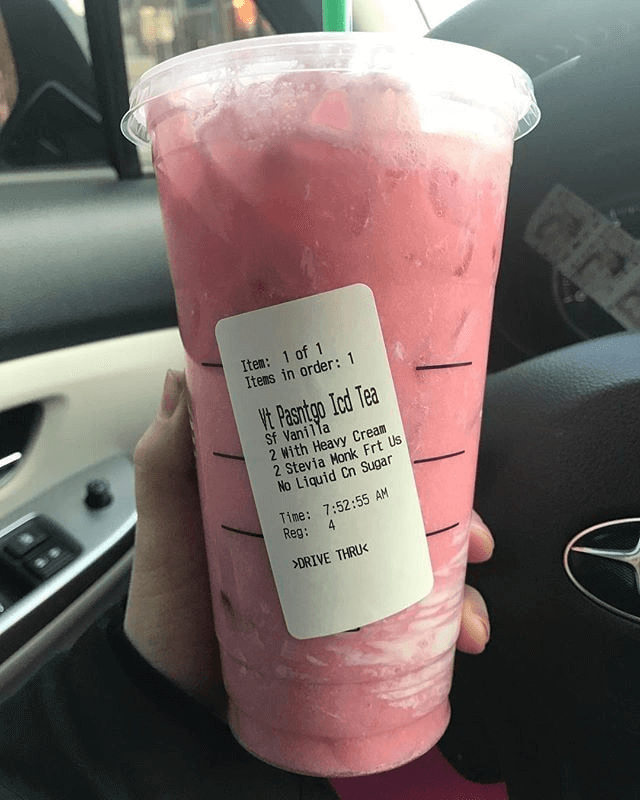 Item: 1 of 1
Items in order: 1
Vt Pasntgo Icd Tea
Sf Vanilla
2 With Heavy Cream
2 Stevia Monk Frt Us
No Liquid Cn Sugar
Time: 7:52:55 AM
Reg: 4
>DRIVE THRU<